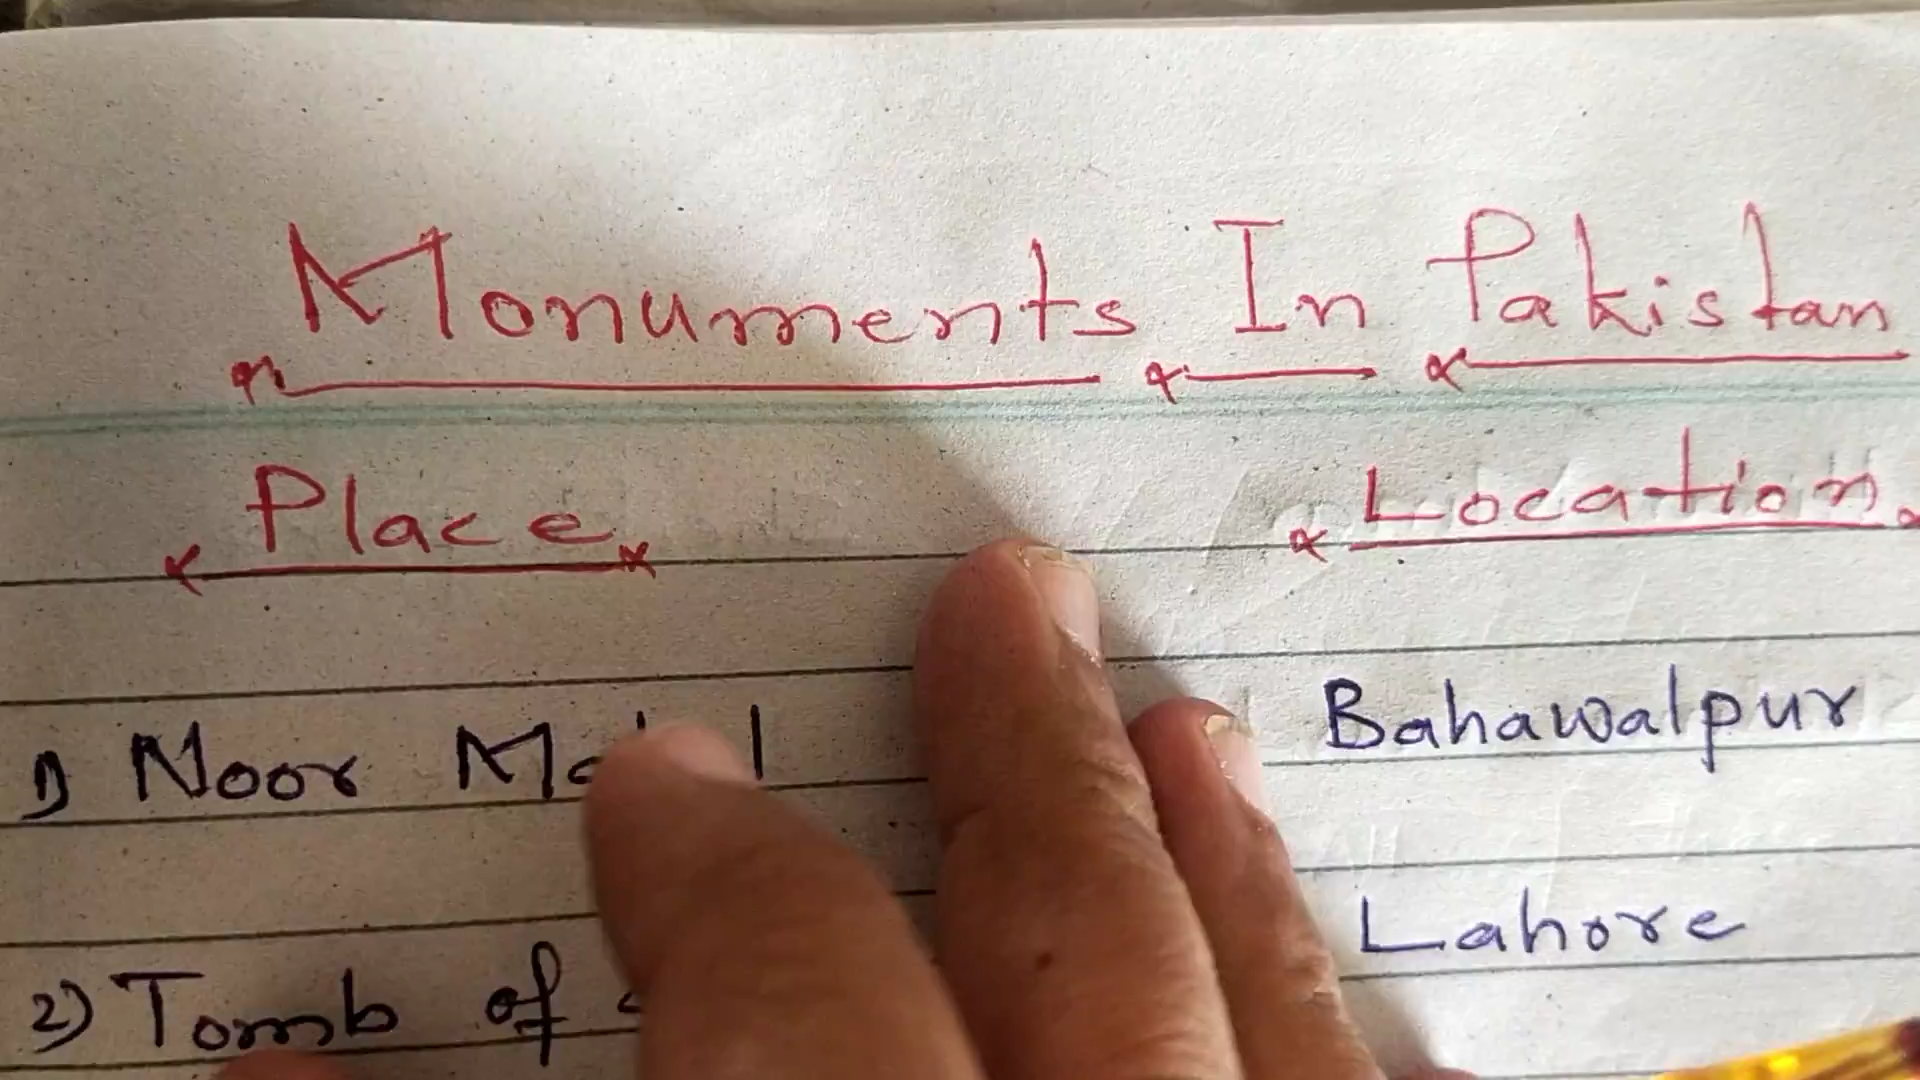 Monuments In Pakistan
Place Location
1) Noor Bahawalpur
2) Tomb of Lahore